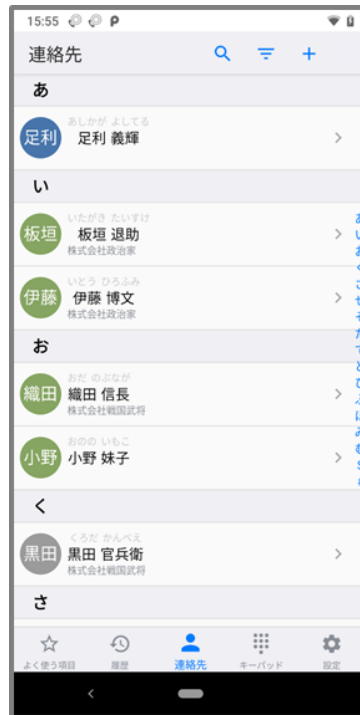 15:55
連絡先
あ
足利
あしかが よしてる
足利 義輝
い
板垣
いたがき たいすけ
板垣 退助
株式会社政治家
伊藤
いとう ひろふみ
伊藤 博文
株式会社政治家
お
織田
おだ のぶなが
織田 信長
株式会社戦国武将
小野
おのの いもこ
小野 妹子
く
黒田
くろだ かんべえ
黒田 官兵衛
株式会社戦国武将
さ
よく使う項目
履歴
連絡先
キーパッド
設定